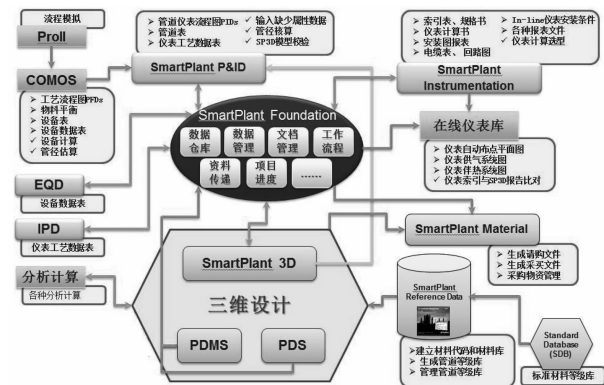 流程模拟
ProII
COMOS
➢ 工艺流程图PFDs
➢ 物料平衡
➢ 设备表
➢ 设备数据表
✓ 设备计算
✓ 管径估算
➢ 管道仪表流程图PIDs
➢ 管道表
➢ 仪表工艺数据表
✓ 输入缺少属性数据
✓ 管径核算
✓ SP3D模型校验
SmartPlant P&ID
➢ 索引表、规格书
➢ 仪表计算书
➢ 安装图报表
➢ 电缆表、回路图
➢ In-line仪表安装条件
➢ 各种报表文件
✓ 仪表计算选型
SmartPlant
Instrumentation
SmartPlant Foundation
数据仓库
数据管理
文档管理
工作流程
资料传递
项目进度
......
在线仪表库
➢ 仪表自动布点平面图
➢ 仪表供气系统图
➢ 仪表伴热系统图
✓ 仪表索引与SP3D报告比对
EQD
设备数据表
IPD
仪表工艺数据表
SmartPlant Material
➢ 生成请购文件
➢ 生成采买文件
➢ 采购物资管理
分析计算
各种分析计算
SmartPlant 3D
三维设计
PDMS
PDS
SmartPlant
Reference Data
➢建立材料代码和材料库
➢ 生成管道等级库
➢ 管理管道等级库
Standard
Database
(SDB)
标准材料等级库